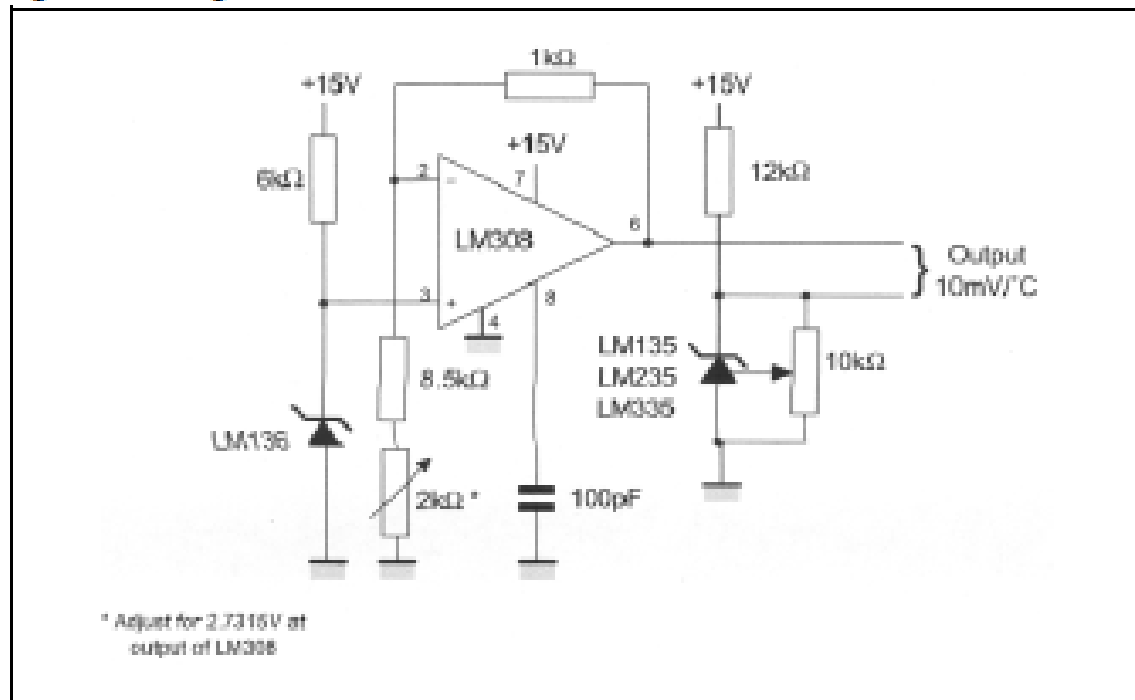 1kΩ
+15V
+15V
+15V
6kΩ
12kΩ
2
−
7
6
LM308
Output
10mV/°C
3
+
4
8
LM135
LM235
LM335
10kΩ
8.5kΩ
LM136
2kΩ *
100pF
* Adjust for 2.7315V at
output of LM308